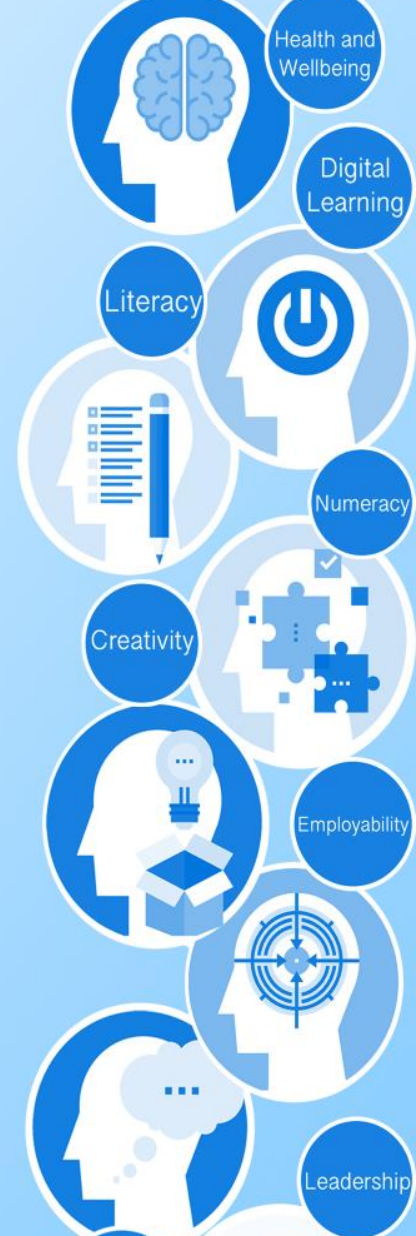 Health and
Wellbeing
Digital
Learning
Literacy
Numeracy
Creativity
Employability
Leadership